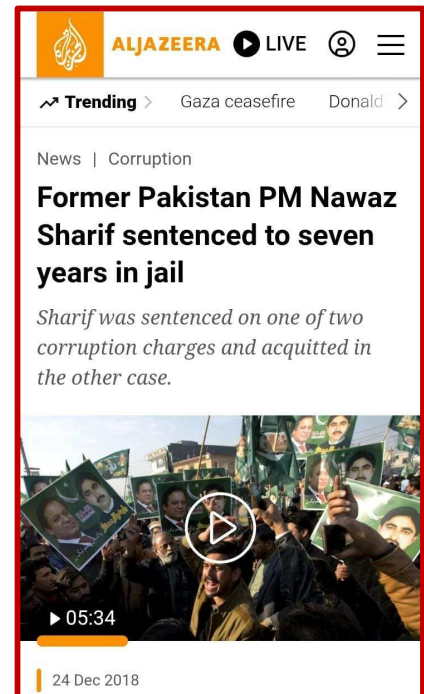 ALJAZEERA LIVE
Trending Gaza ceasefire Donald
News | Corruption
Former Pakistan PM Nawaz
Sharif sentenced to seven
years in jail
Sharif was sentenced on one of two
corruption charges and acquitted in
the other case.
05:34
24 Dec 2018